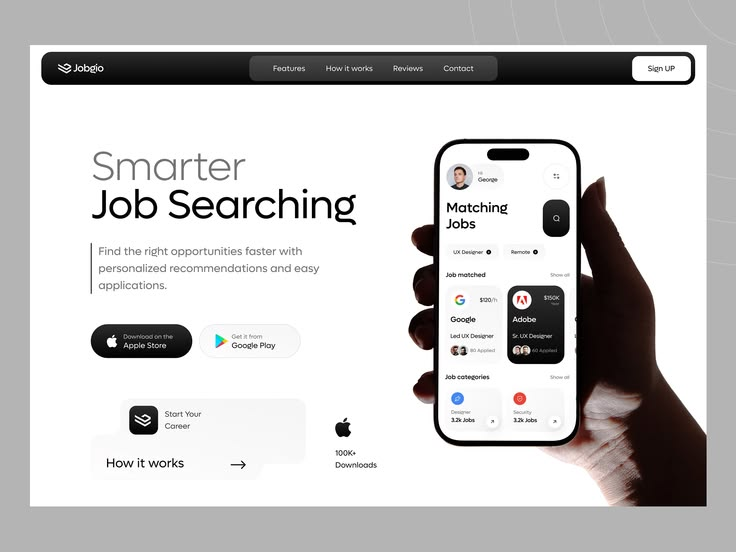 Jobgio
Features
How it works
Reviews
Contact
Sign UP
Smarter
Job Searching
Find the right opportunities faster with
personalized recommendations and easy
applications.
Dawnload on the
Apple Store
Get it from
Google Play
Start Your
Career
How it works
100K+
Downloads
Hi
George
Matching
Jobs
UX Designer
Remote
Job matched
Show all
$120/h
Google
Led UX Designer
80 Applied
$150K
Year
Adobe
Sr. UX Designer
60 Applied
Job categories
Show all
Designer
3.2k Jobs
Security
3.2k Jobs